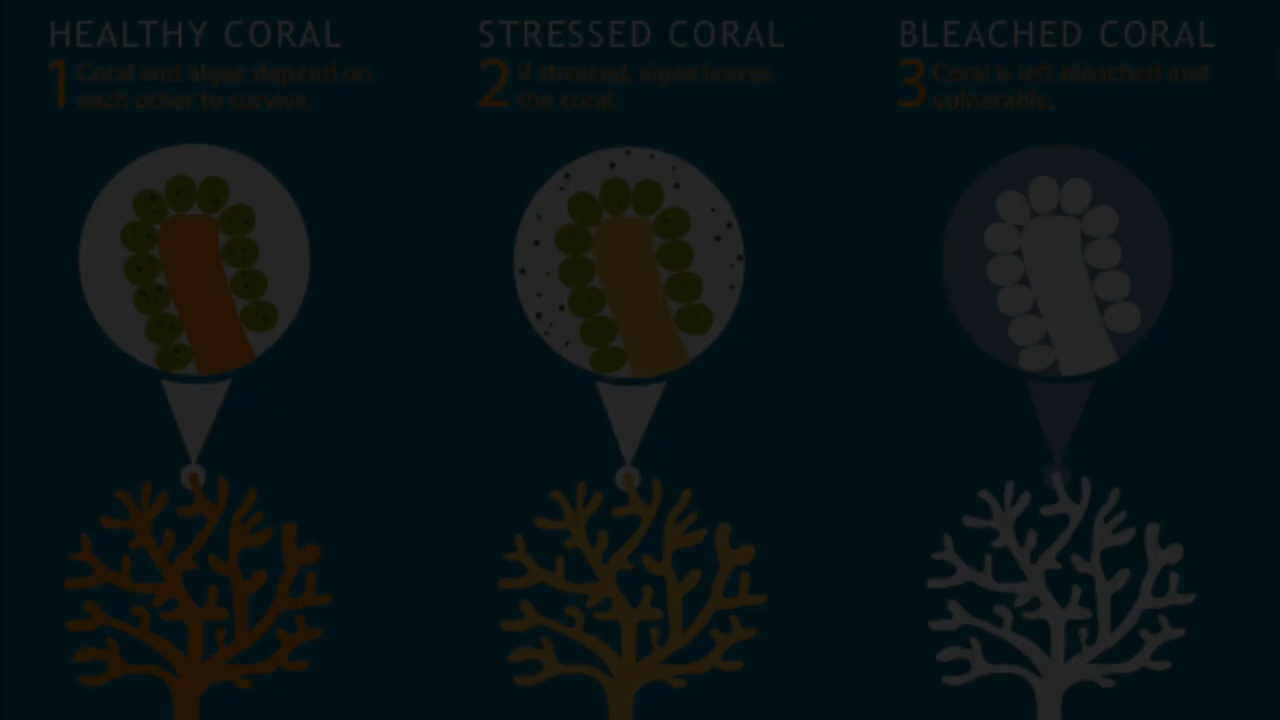 HEALTHY CORAL
1 Coral and algae depend on
each other to survive.
STRESSED CORAL
2 If stressed, algae leaves
the coral.
BLEACHED CORAL
3 Coral is left bleached and
vulnerable.